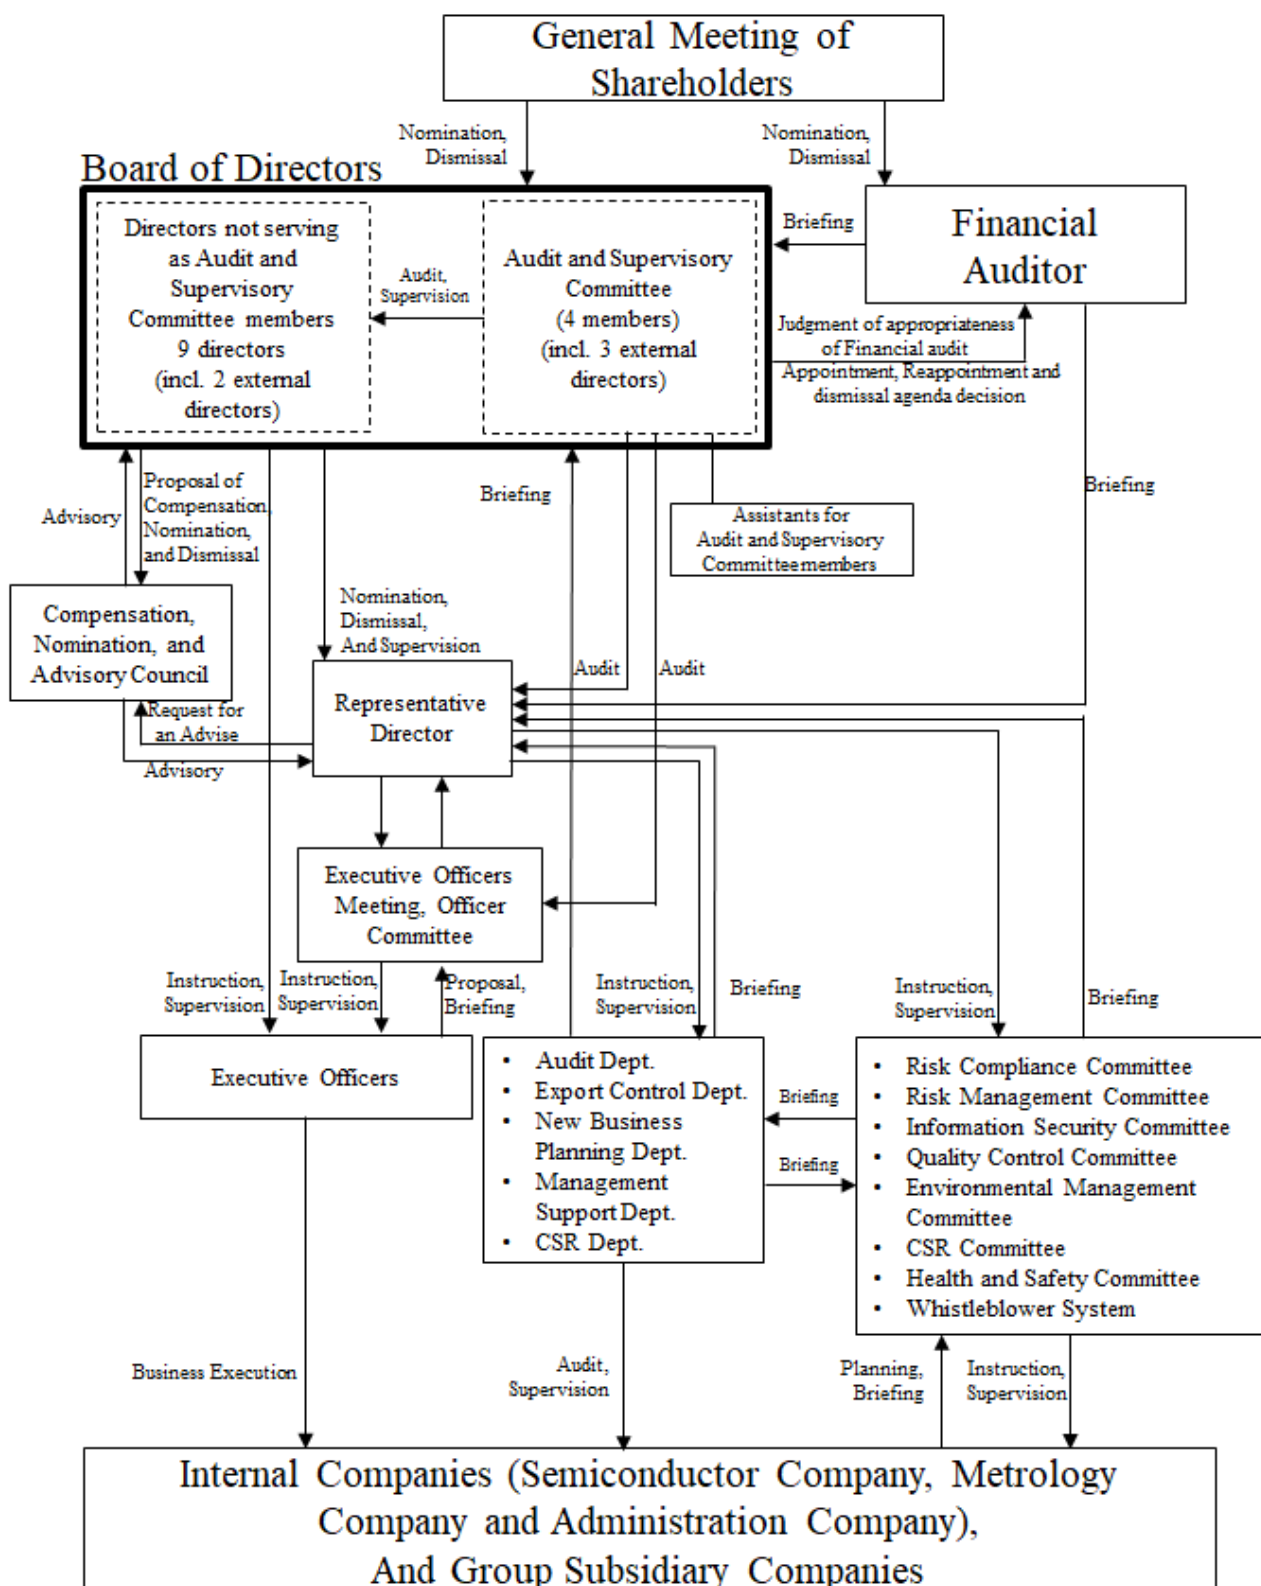 General Meeting of
Shareholders
Nomination,
Dismissal
Nomination,
Dismissal
Board of Directors
Directors not serving
as Audit and
Supervisory
Committee members
9 directors
(incl. 2 external
directors)
Audit,
Supervision
Audit and Supervisory
Committee
(4 members)
(incl. 3 external
directors)
Briefing
Financial
Auditor
Judgment of appropriateness
of Financial audit
Appointment, Reappointment and
dismissal agenda decision
Advisory
Proposal of
Compensation,
Nomination,
and Dismissal
Briefing
Assistants for
Audit and Supervisory
Committee members
Briefing
Compensation,
Nomination, and
Advisory Council
Nomination,
Dismissal,
And Supervision
Audit
Audit
Request for
an Advise
Advisory
Representative
Director
Executive Officers
Meeting, Officer
Committee
Instruction,
Supervision
Instruction,
Supervision
Proposal,
Briefing
Instruction,
Supervision
Briefing
Instruction,
Supervision
Briefing
Executive Officers
• Audit Dept.
• Export Control Dept.
• New Business
Planning Dept.
• Management
Support Dept.
• CSR Dept.
Briefing
Briefing
• Risk Compliance Committee
• Risk Management Committee
• Information Security Committee
• Quality Control Committee
• Environmental Management
Committee
• CSR Committee
• Health and Safety Committee
• Whistleblower System
Business Execution
Audit,
Supervision
Planning,
Briefing
Instruction,
Supervision
Internal Companies (Semiconductor Company, Metrology
Company and Administration Company),
And Group Subsidiary Companies